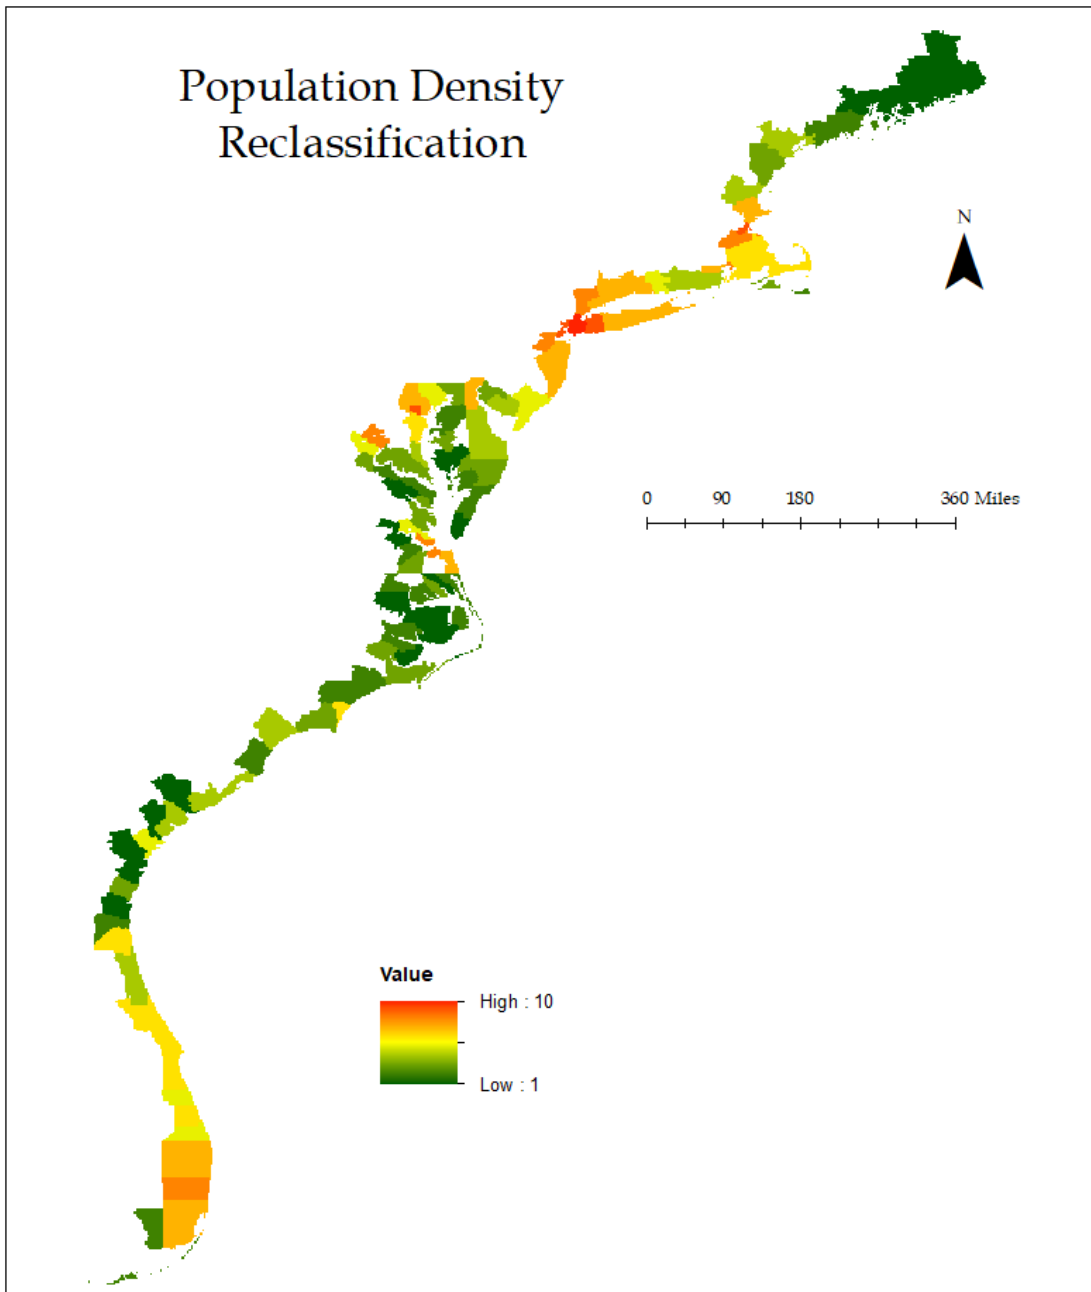 Population Density
Reclassification
N
0 90 180 360 Miles
Value
High : 10
Low : 1